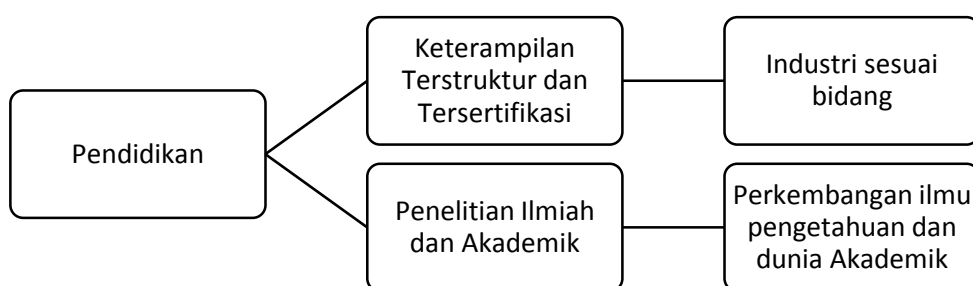 Pendidikan
Keterampilan
Terstruktur dan
Tersertifikasi
Industri sesuai
bidang
Penelitian Ilmiah
dan Akademik
Perkembangan ilmu
pengetahuan dan
dunia Akademik